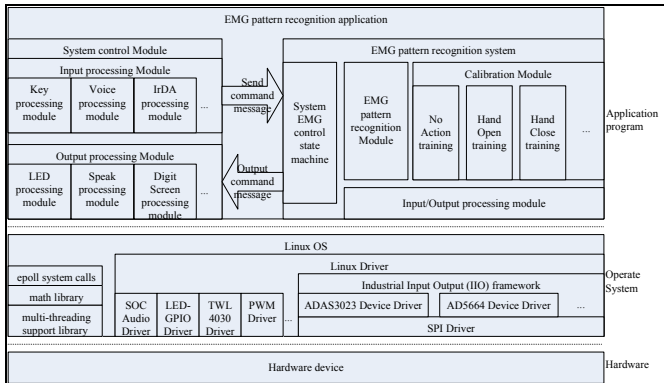 EMG pattern recognition application
System control Module
Input processing Module
Key
processing
module
Voice
processing
module
IrDA
processing
module
...
Output processing Module
LED
processing
module
Speak
processing
module
Digit
Screen
processing
module
...
Send
command
message
Output
command
message
EMG pattern recognition system
System
EMG
control
state
machine
EMG
pattern
recognition
Module
Calibration Module
No
Action
training
Hand
Open
training
Hand
Close
training
...
Input/Output processing module
Application
program
Linux OS
epoll system calls
math library
multi-threading
support library
Linux Driver
SOC
Audio
Driver
LED-
GPIO
Driver
TWL
4030
Driver
PWM
Driver
...
Industrial Input Output (IIO) framework
ADAS3023 Device Driver
AD5664 Device Driver
...
SPI Driver
Operate
System
Hardware device
Hardware